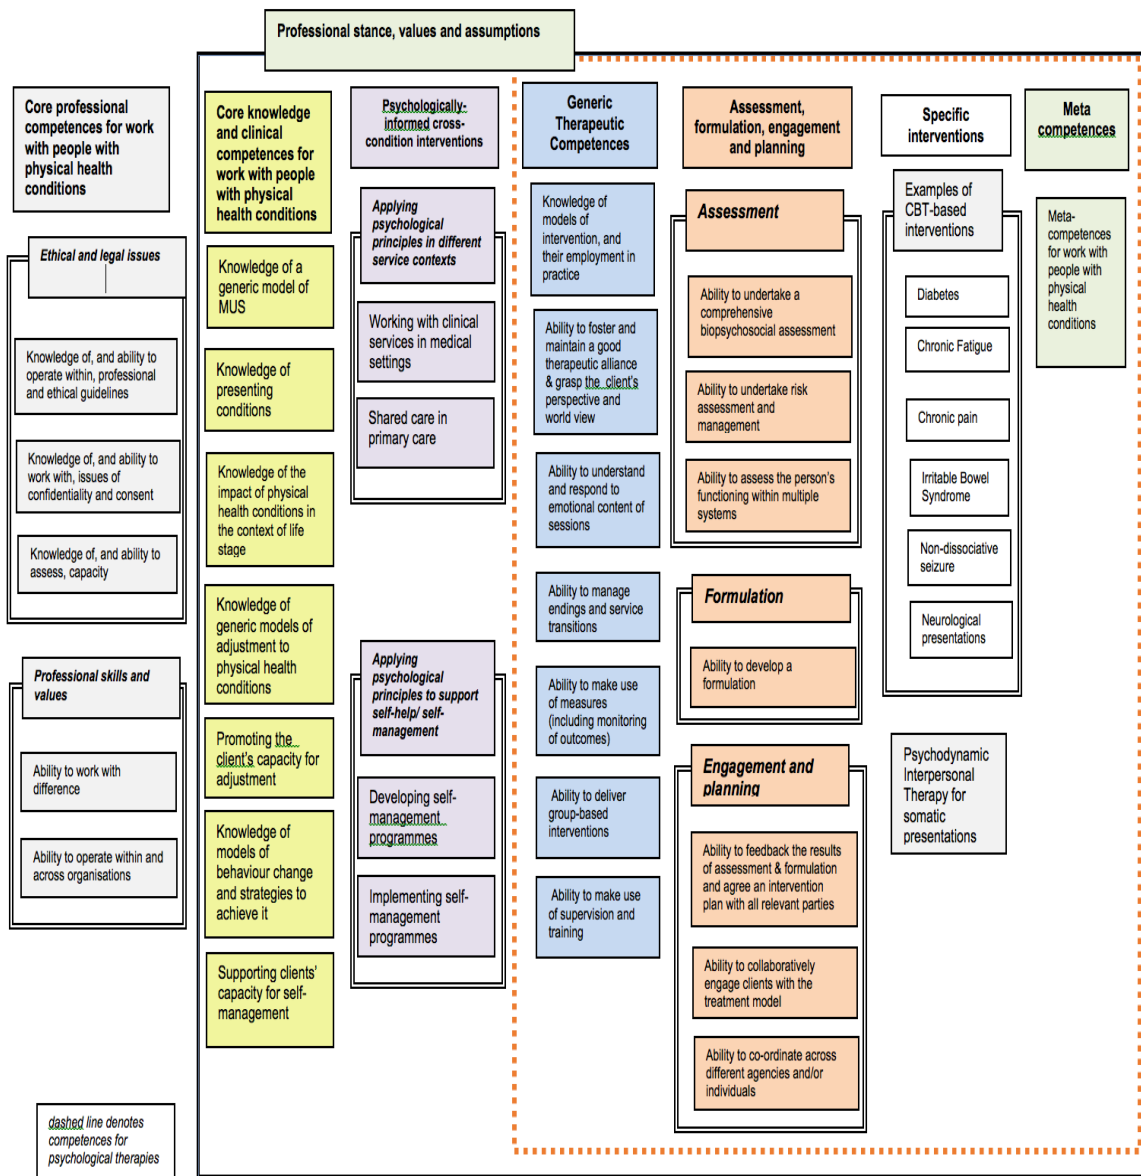 Professional stance, values and assumptions
Core professional
competences for work
with people with
physical health
conditions
Ethical and legal issues
Knowledge of, and ability to
operate within, professional
and ethical guidelines
Knowledge of, and ability to
work with, issues of
confidentiality and consent
Knowledge of, and ability to
assess, capacity
Professional skills and
values
Ability to work with
difference
Ability to operate within and
across organisations
dashed line denotes
competences for
psychological therapies
Core knowledge
and clinical
competences for
work with people
with physical
health conditions
Knowledge of a
generic model of
MUS
Knowledge of
presenting
conditions
Knowledge of the
impact of physical
health conditions in
the context of life
stage
Knowledge of
generic models of
adjustment to
physical health
conditions
Promoting the
client's capacity for
adjustment
Knowledge of
models of
behaviour change
and strategies to
achieve it
Supporting clients'
capacity for self-
management
Psychologically-
informed cross-
condition interventions
Applying
psychological
principles in different
service contexts
Working with clinical
services in medical
settings
Shared care in
primary care
Applying
psychological
principles to support
self-help/ self-
management
Developing self-
management
programmes
Implementing self-
management
programmes
Generic
Therapeutic
Competences
Knowledge of
models of
intervention, and
their employment in
practice
Ability to foster and
maintain a good
therapeutic alliance
& grasp the client's
perspective and
world view
Ability to understand
and respond to
emotional content of
sessions
Ability to manage
endings and service
transitions
Ability to make use
of measures
(including monitoring
of outcomes)
Ability to deliver
group-based
interventions
Ability to make use
of supervision and
training
Assessment,
formulation, engagement
and planning
Assessment
Ability to undertake a
comprehensive
biopsychosocial assessment
Ability to undertake risk
assessment and
management
Ability to assess the person's
functioning within multiple
systems
Formulation
Ability to develop a
formulation
Engagement and
planning
Ability to feedback the results
of assessment & formulation
and agree an intervention
plan with all relevant parties
Ability to collaboratively
engage clients with the
treatment model
Ability to co-ordinate across
different agencies and/or
individuals
Specific
interventions
Examples of
CBT-based
interventions
Diabetes
Chronic Fatigue
Chronic pain
Irritable Bowel
Syndrome
Non-dissociative
seizure
Neurological
presentations
Psychodynamic
Interpersonal
Therapy for
somatic
presentations
Meta
competences
Meta-
competences
for work with
people with
physical
health
conditions